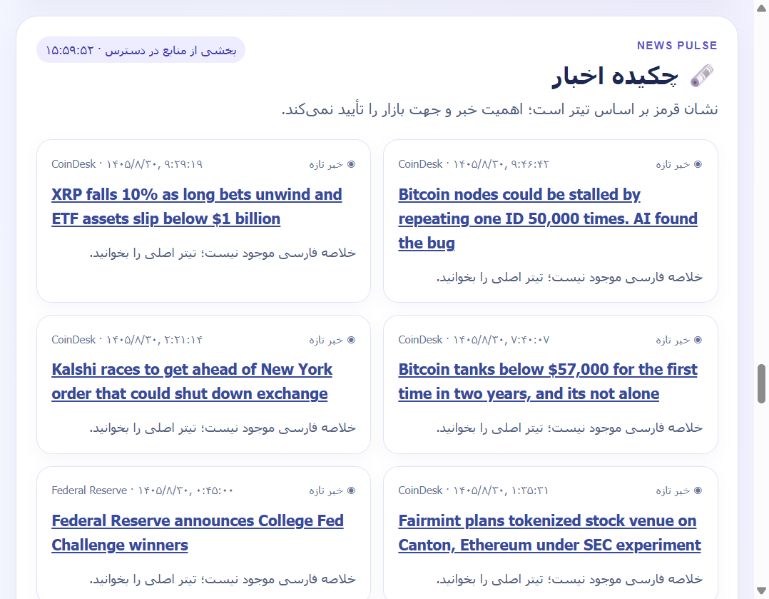 NEWS PULSE
بخشی از منابع در دسترس · ۱۵:۵۹:۵۲
چکیده اخبار
نشان قرمز بر اساس تیتر است؛ اهمیت خبر و جهت بازار را تأیید نمی‌کند.
◉ خبر تازه
CoinDesk · ۱۴۰۵/۸/۳۰, ۹:۴۶:۴۲
Bitcoin nodes could be stalled by
repeating one ID 50,000 times. AI found
the bug
خلاصه فارسی موجود نیست؛ تیتر اصلی را بخوانید.
◉ خبر تازه
CoinDesk · ۱۴۰۵/۸/۳۰, ۹:۲۹:۱۹
XRP falls 10% as long bets unwind and
ETF assets slip below $1 billion
خلاصه فارسی موجود نیست؛ تیتر اصلی را بخوانید.
◉ خبر تازه
CoinDesk · ۱۴۰۵/۸/۳۰, ۷:۴۰:۰۷
Bitcoin tanks below $57,000 for the first
time in two years, and its not alone
خلاصه فارسی موجود نیست؛ تیتر اصلی را بخوانید.
◉ خبر تازه
CoinDesk · ۱۴۰۵/۸/۳۰, ۲:۲۱:۱۴
Kalshi races to get ahead of New York
order that could shut down exchange
خلاصه فارسی موجود نیست؛ تیتر اصلی را بخوانید.
◉ خبر تازه
CoinDesk · ۱۴۰۵/۸/۳۰, ۱:۳۵:۳۱
Fairmint plans tokenized stock venue on
Canton, Ethereum under SEC experiment
خلاصه فارسی موجود نیست؛ تیتر اصلی را بخوانید.
◉ خبر تازه
Federal Reserve · ۱۴۰۵/۸/۳۰, ۰:۴۵:۰۰
Federal Reserve announces College Fed
Challenge winners
خلاصه فارسی موجود نیست؛ تیتر اصلی را بخوانید.